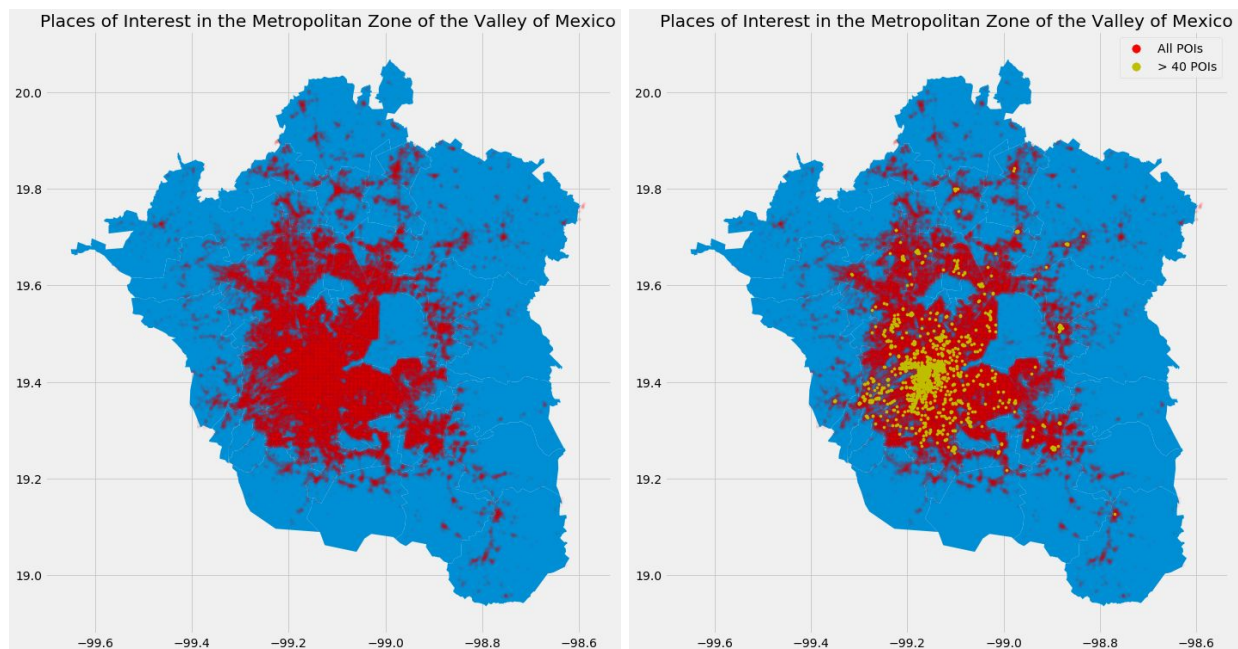 Places of Interest in the Metropolitan Zone of the Valley of Mexico
20.0
19.8
19.6
19.4
19.2
19.0
−99.6 −99.4 −99.2 −99.0 −98.8 −98.6
Places of Interest in the Metropolitan Zone of the Valley of Mexico
All POIs
> 40 POIs
20.0
19.8
19.6
19.4
19.2
19.0
−99.6 −99.4 −99.2 −99.0 −98.8 −98.6